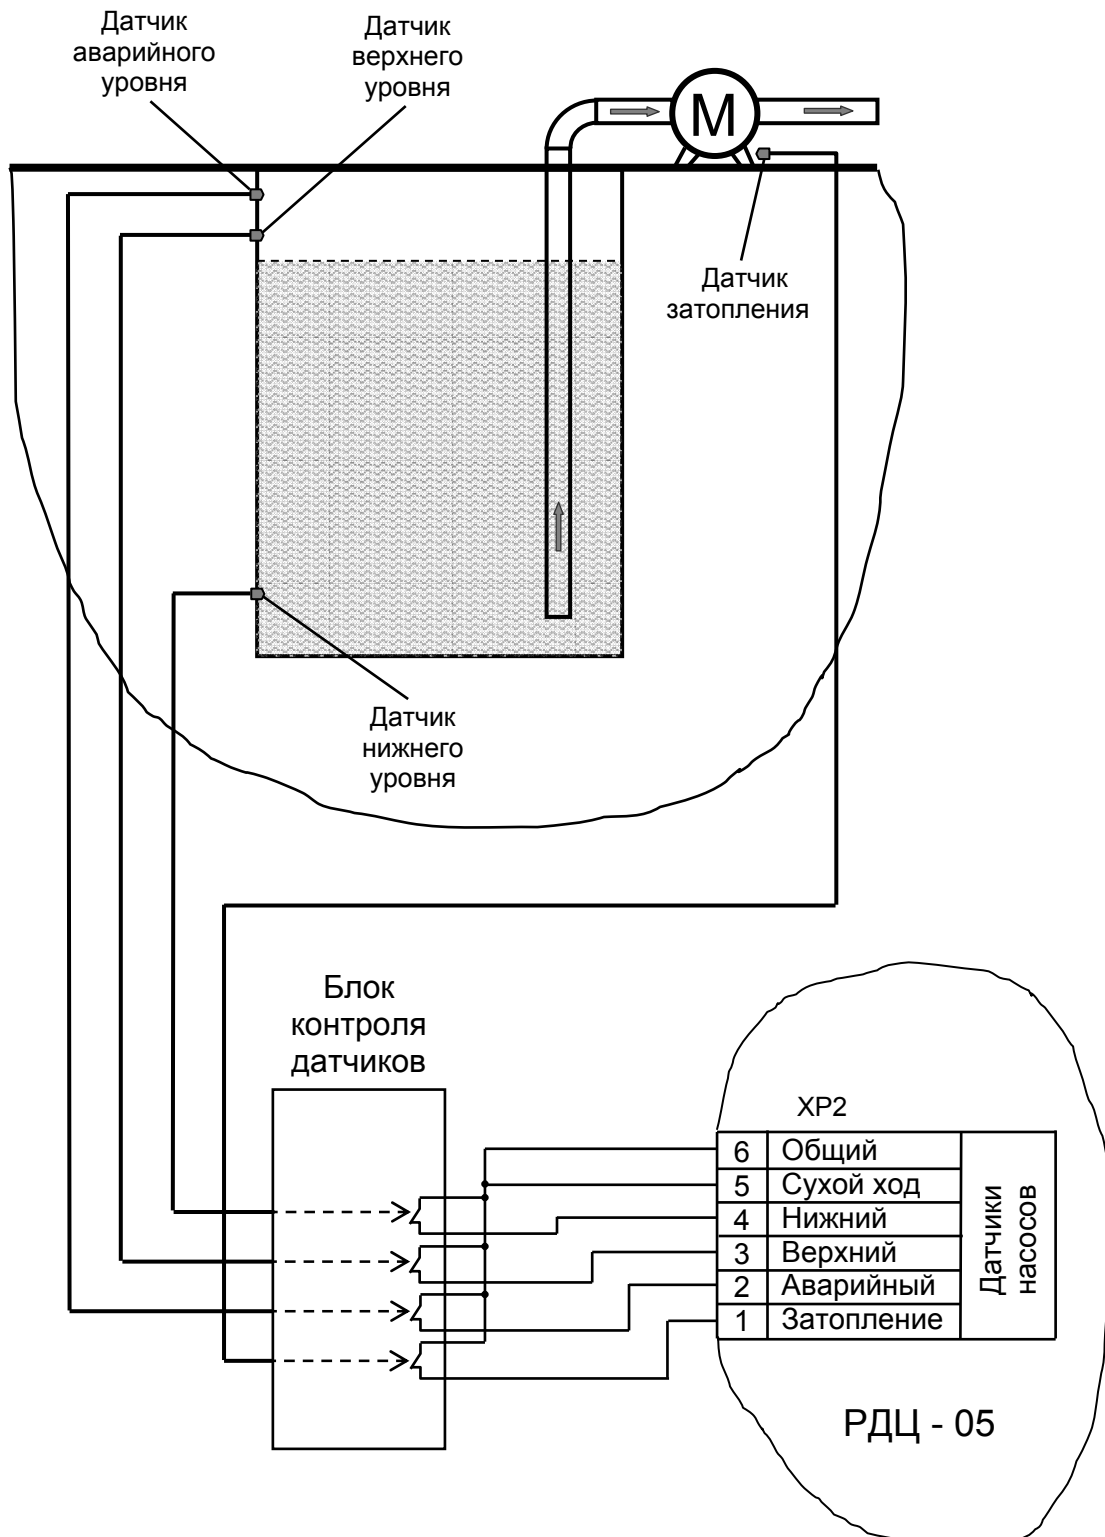 Датчик
аварийного
уровня
Датчик
верхнего
уровня
M
Датчик
затопления
Датчик
нижнего
уровня
Блок
контроля
датчиков
XP2
6 Общий
5 Сухой ход
4 Нижний
3 Верхний
2 Аварийный
1 Затопление
Датчики
насосов
РДЦ - 05